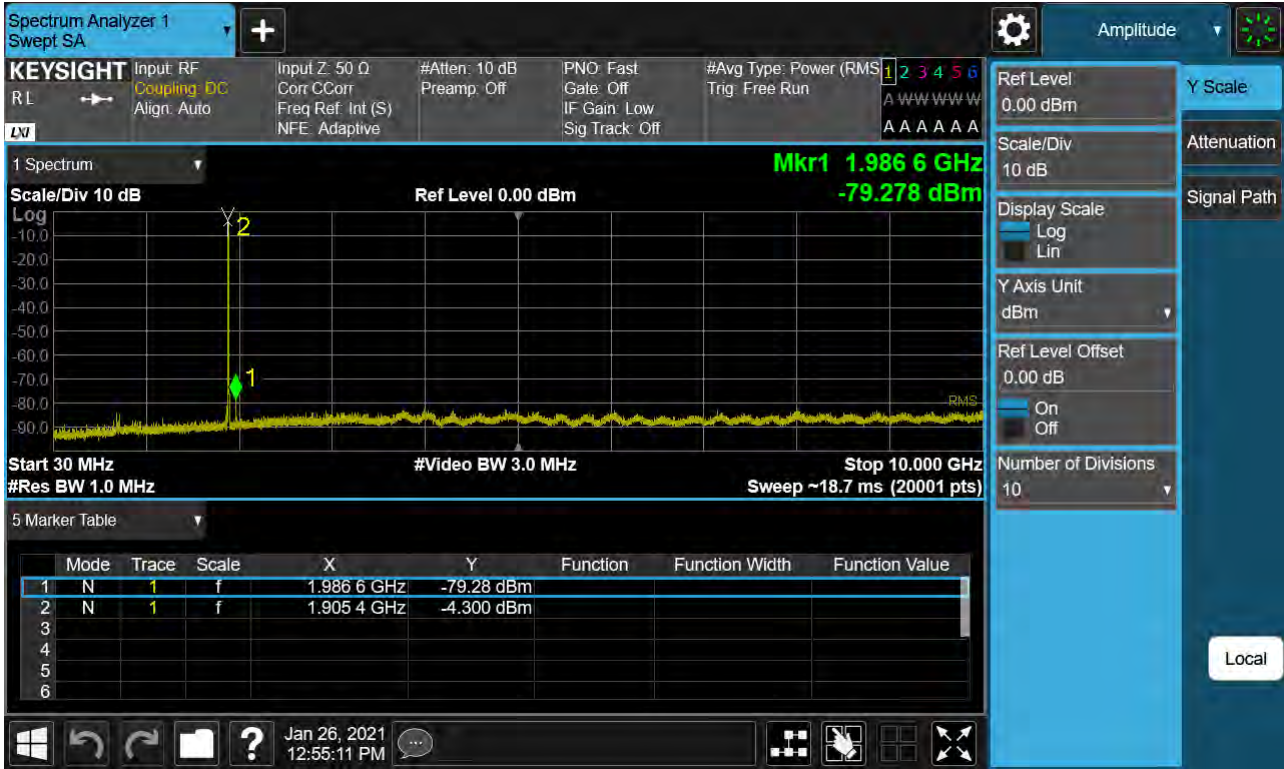 Spectrum Analyzer 1
Swept SA
Amplitude
KEYSIGHT
R L
LXI
Input: RF
Coupling: DC
Align: Auto
Input Z: 50 Ω
Corr CCorr
Freq Ref: Int (S)
NFE: Adaptive
#Atten: 10 dB
Preamp: Off
PNO: Fast
Gate: Off
IF Gain: Low
Sig Track: Off
#Avg Type: Power (RMS
Trig: Free Run
1 2 3 4 5 6
A W W W W W
A A A A A A
1 Spectrum
Mkr1 1.986 6 GHz
-79.278 dBm
Scale/Div 10 dB
Ref Level 0.00 dBm
Log
-10.0
-20.0
-30.0
-40.0
-50.0
-60.0
-70.0
-80.0
-90.0
2
1
RMS
Start 30 MHz
#Video BW 3.0 MHz
Stop 10.000 GHz
#Res BW 1.0 MHz
Sweep ~18.7 ms (20001 pts)
5 Marker Table
Mode Trace Scale X Y Function Function Width Function Value
1 N 1 f 1.986 6 GHz -79.28 dBm
2 N 1 f 1.905 4 GHz -4.300 dBm
3
4
5
6
Ref Level
0.00 dBm
Scale/Div
10 dB
Display Scale
Log
Lin
Y Axis Unit
dBm
Ref Level Offset
0.00 dB
On
Off
Number of Divisions
10
Y Scale
Attenuation
Signal Path
Local
?
Jan 26, 2021
12:55:11 PM